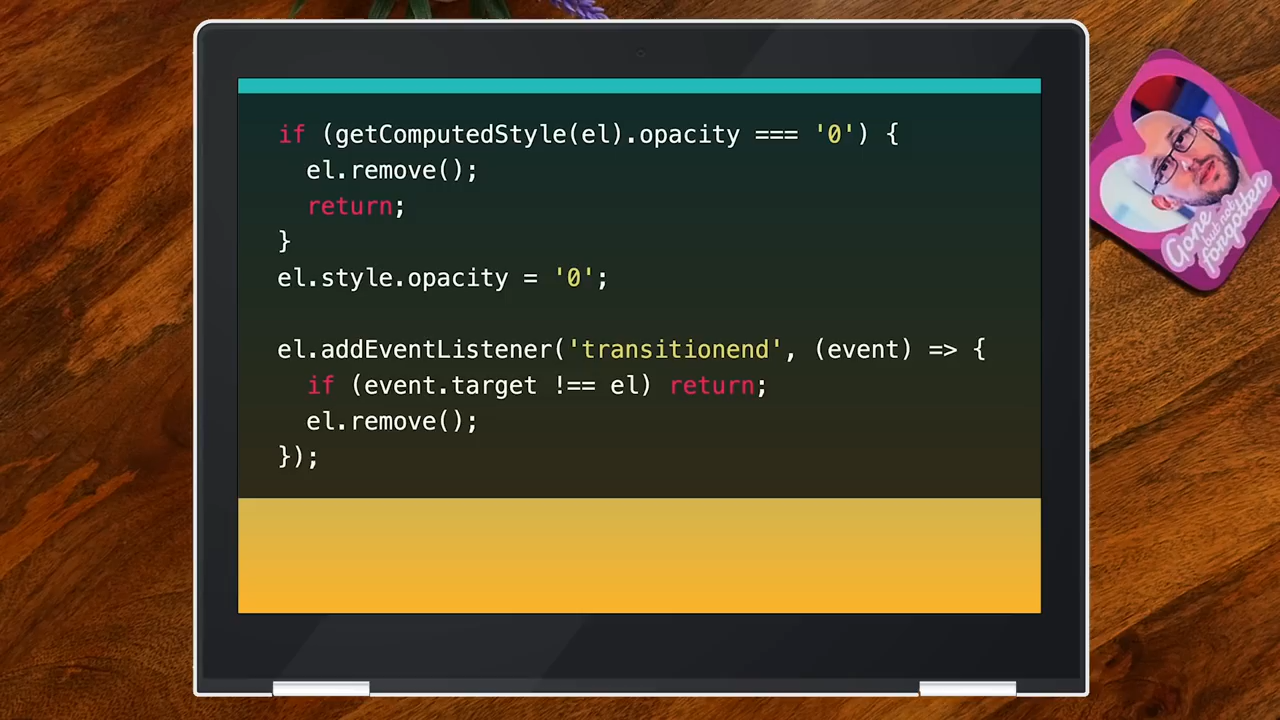 if (getComputedStyle(el).opacity === '0') {
  el.remove();
  return;
}
el.style.opacity = '0';

el.addEventListener('transitionend', (event) => {
  if (event.target !== el) return;
  el.remove();
});
Gone
but not
forgotten